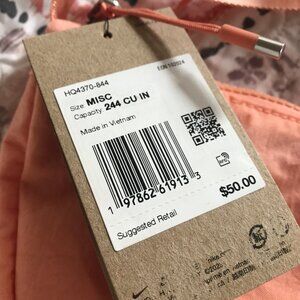 HQ4370-844
Size MISC
Capacity 244 CU IN
Made in Vietnam
1 97862 61913 3
$50.00
Suggested Retail